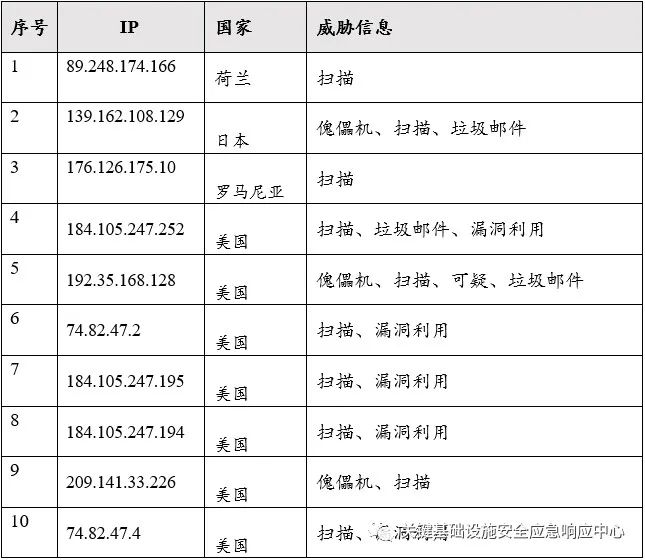 序号 IP 国家 威胁信息
1 89.248.174.166 荷兰 扫描
2 139.162.108.129 日本 傀儡机、扫描、垃圾邮件
3 176.126.175.10 罗马尼亚 扫描
4 184.105.247.252 美国 扫描、垃圾邮件、漏洞利用
5 192.35.168.128 美国 傀儡机、扫描、可疑、垃圾邮件
6 74.82.47.2 美国 扫描、漏洞利用
7 184.105.247.195 美国 扫描、漏洞利用
8 184.105.247.194 美国 扫描、漏洞利用
9 209.141.33.226 美国 傀儡机、扫描
10 74.82.47.4 美国 扫描、漏洞利用
关键基础设施安全应急响应中心